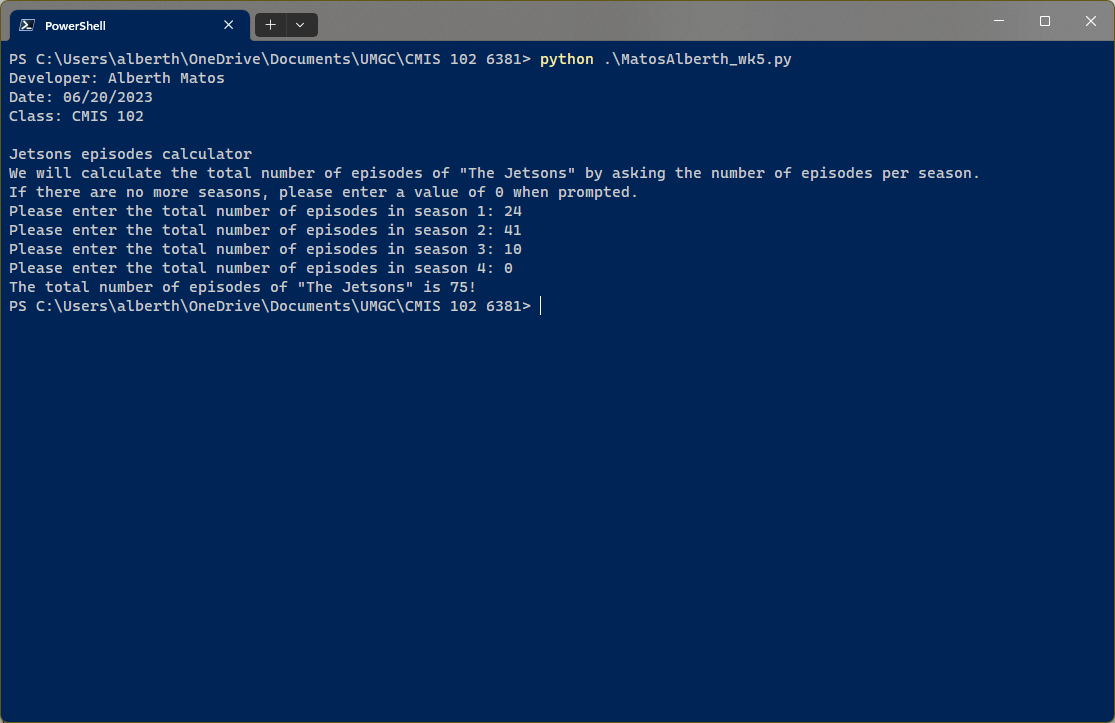 PowerShell
PS C:\Users\alberth\OneDrive\Documents\UMGC\CMIS 102 6381> python .\MatosAlberth_wk5.py
Developer: Alberth Matos
Date: 06/20/2023
Class: CMIS 102
Jetsons episodes calculator
We will calculate the total number of episodes of "The Jetsons" by asking the number of episodes per season.
If there are no more seasons, please enter a value of 0 when prompted.
Please enter the total number of episodes in season 1: 24
Please enter the total number of episodes in season 2: 41
Please enter the total number of episodes in season 3: 10
Please enter the total number of episodes in season 4: 0
The total number of episodes of "The Jetsons" is 75!
PS C:\Users\alberth\OneDrive\Documents\UMGC\CMIS 102 6381>